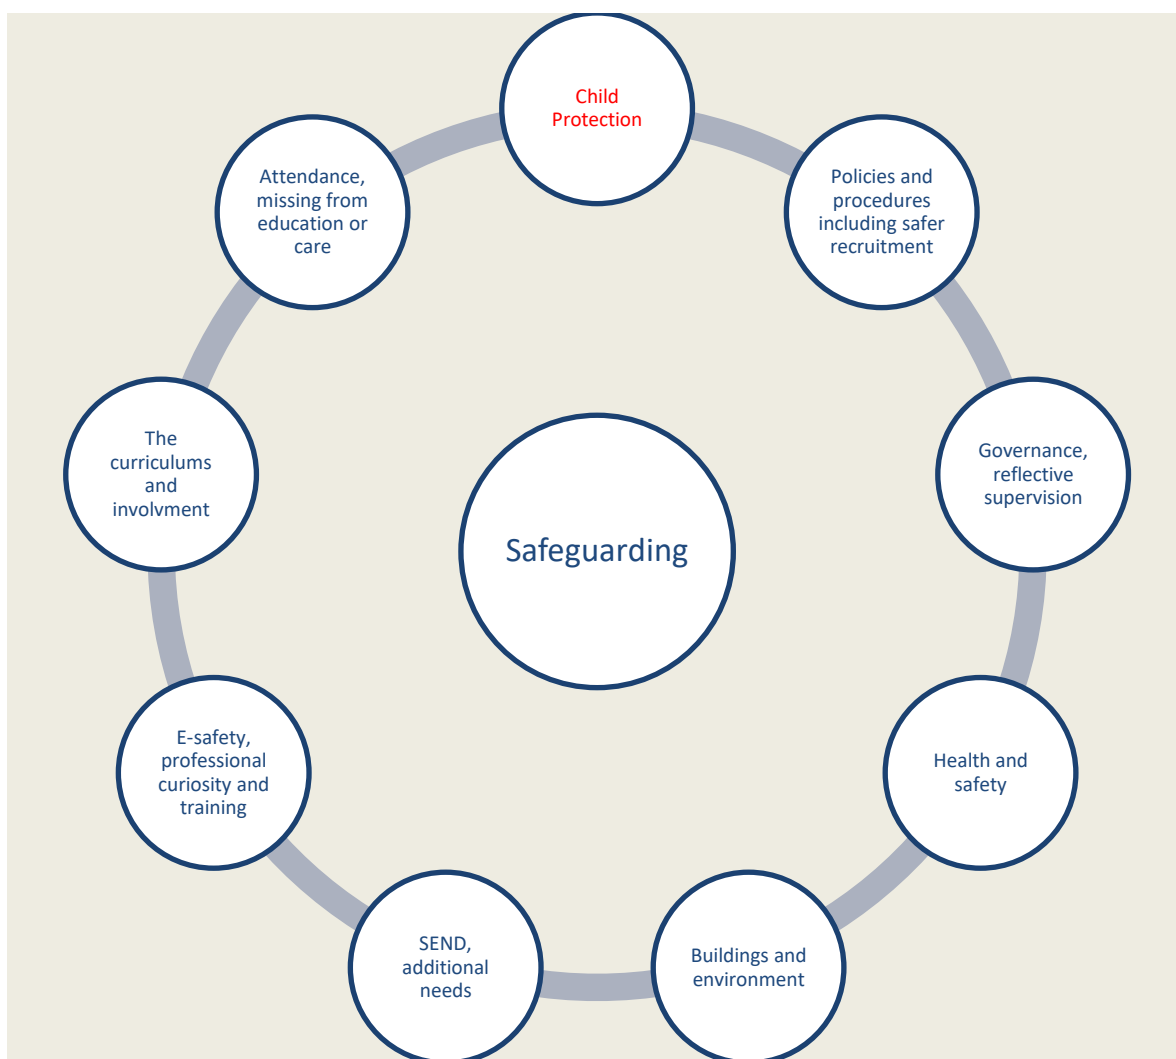 Child
Protection
Policies and
procedures
including safer
recruitment
Governance,
reflective
supervision
Health and
safety
Buildings and
environment
SEND,
additional
needs
E-safety,
professional
curiosity and
training
The
curriculums
and
involvment
Attendance,
missing from
education or
care
Safeguarding